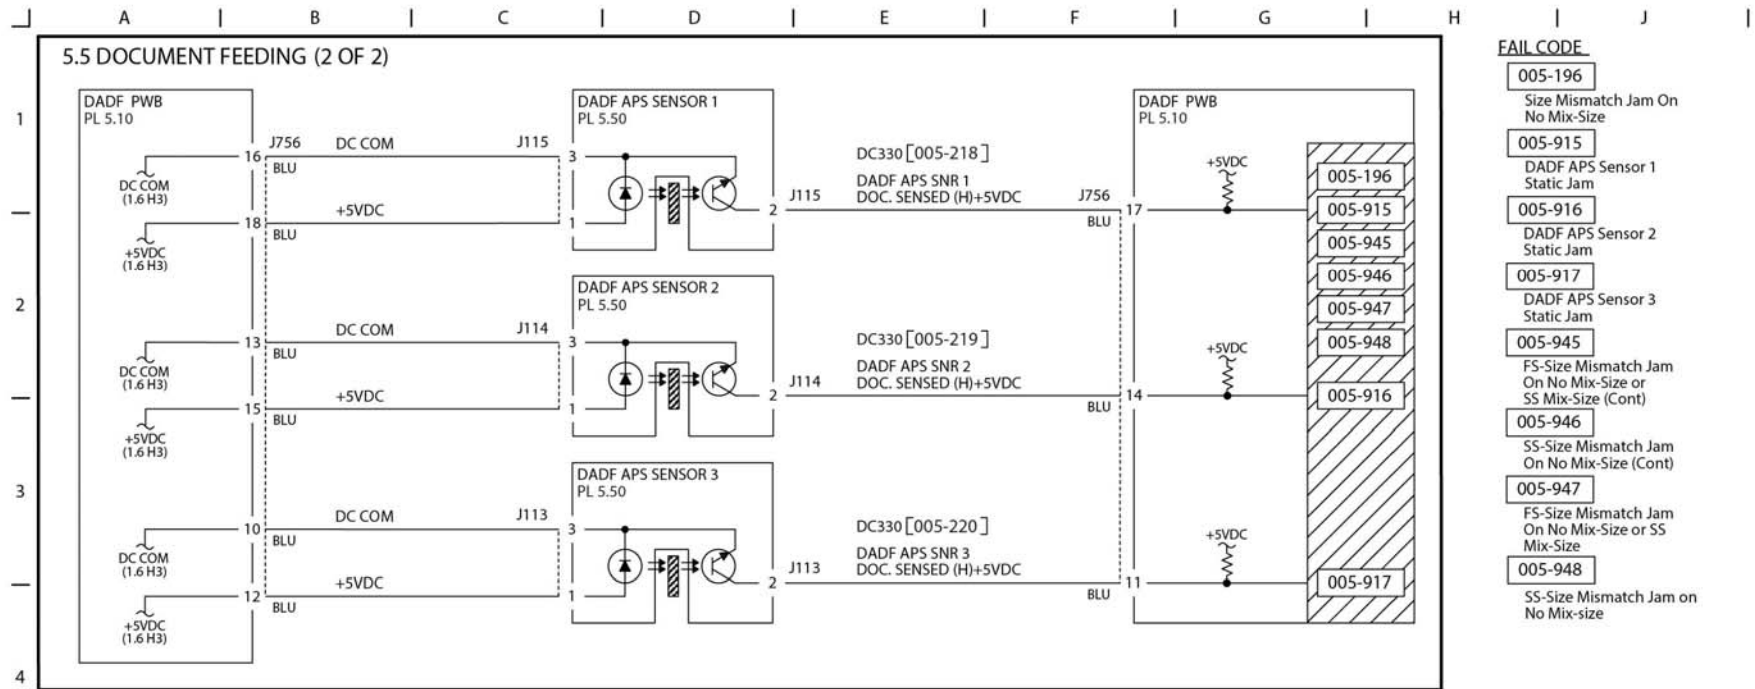 A B C D E F G H J
5.5 DOCUMENT FEEDING (2 OF 2)
1
2
3
4
DADF PWB
PL 5.10
DC COM
(1.6 H3)
+5VDC
(1.6 H3)
DC COM
(1.6 H3)
+5VDC
(1.6 H3)
DC COM
(1.6 H3)
+5VDC
(1.6 H3)
J756
16
BLU
DC COM
J115
3
18
BLU
+5VDC
1
13
BLU
DC COM
J114
3
15
BLU
+5VDC
1
10
BLU
DC COM
J113
3
12
BLU
+5VDC
1
DADF APS SENSOR 1
PL 5.50
2
J115
DADF APS SENSOR 2
PL 5.50
2
J114
DADF APS SENSOR 3
PL 5.50
2
J113
DC330 [005-218]
DADF APS SNR 1
DOC. SENSED (H)+5VDC
J756
17
BLU
DC330 [005-219]
DADF APS SNR 2
DOC. SENSED (H)+5VDC
14
BLU
DC330 [005-220]
DADF APS SNR 3
DOC. SENSED (H)+5VDC
11
BLU
DADF PWB
PL 5.10
+5VDC
+5VDC
+5VDC
005-196
005-915
005-945
005-946
005-947
005-948
005-916
005-917
FAIL CODE
005-196
Size Mismatch Jam On
No Mix-Size
005-915
DADF APS Sensor 1
Static Jam
005-916
DADF APS Sensor 2
Static Jam
005-917
DADF APS Sensor 3
Static Jam
005-945
FS-Size Mismatch Jam
On No Mix-Size or
SS Mix-Size (Cont)
005-946
SS-Size Mismatch Jam
On No Mix-Size (Cont)
005-947
FS-Size Mismatch Jam
On No Mix-Size or SS
Mix-Size
005-948
SS-Size Mismatch Jam on
No Mix-size